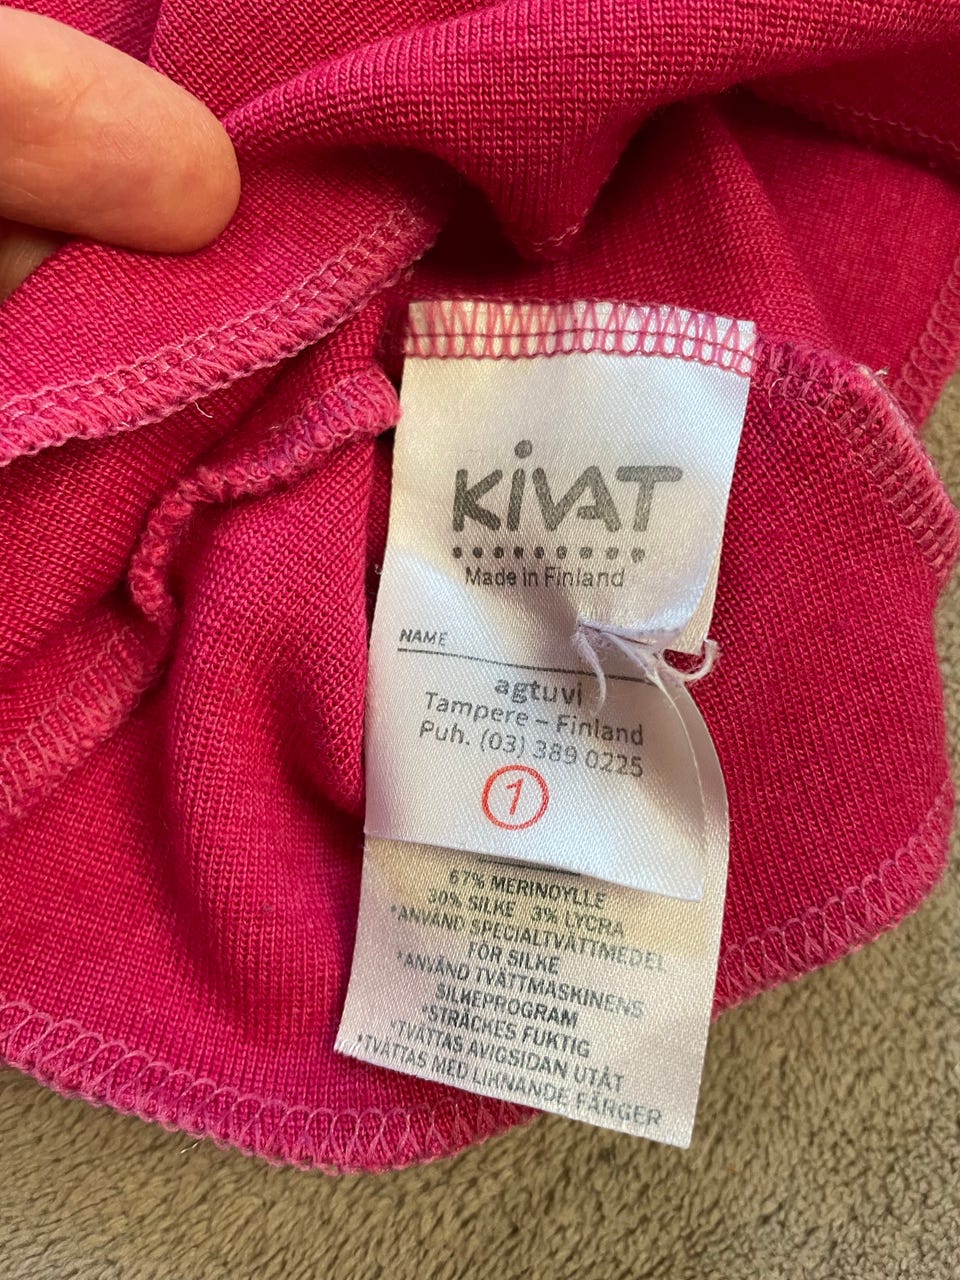 KiVAT
Made in Finland
NAME
agtuvi
Tampere – Finland
Puh. (03) 389 0225
1
67% MERINOYLLE
30% SILKE 3% LYCRA
*ANVÄND SPECIALTVÄTTMEDEL
FÖR SILKE
*ANVÄND TVÄTTMASKINENS
SILKEPROGRAM
*STRÄCKES FUKTIG
*TVÄTTAS AVIGSIDAN UTÅT
*TVÄTTAS MED LIKNANDE FÄRGER